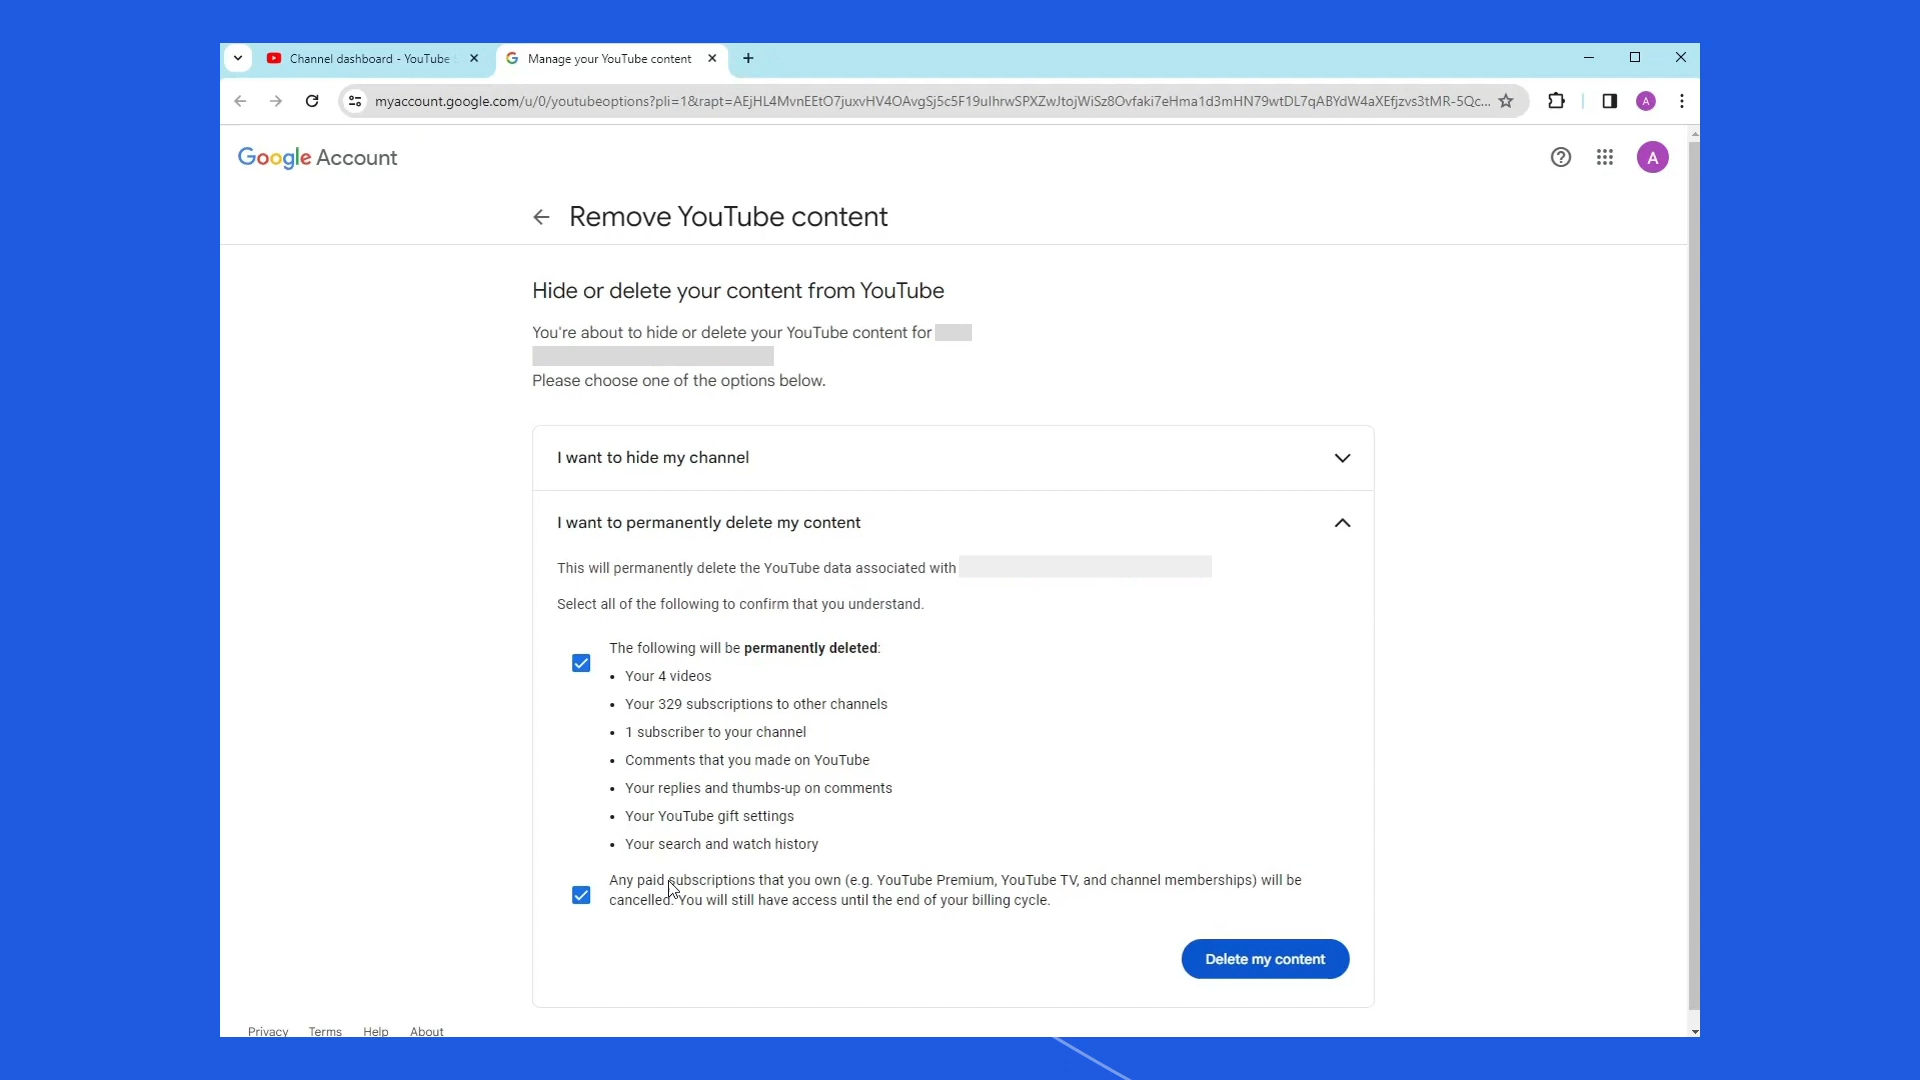 Channel dashboard - YouTube
Manage your YouTube content
myaccount.google.com/u/0/youtubeoptions?pli=1&rapt=AEjHL4MvnEEtO7juxvHV4OAvgSj5c5F19uIhrwSPXZwJtojWiSz8Ovfaki7eHma1d3mHN79wtDL7qABYdW4aXEfjzvs3tMR-5Qc...
A
Google Account
A
Remove YouTube content
Hide or delete your content from YouTube
You're about to hide or delete your YouTube content for
Please choose one of the options below.
I want to hide my channel
I want to permanently delete my content
This will permanently delete the YouTube data associated with
Select all of the following to confirm that you understand.
The following will be permanently deleted:
• Your 4 videos
• Your 329 subscriptions to other channels
• 1 subscriber to your channel
• Comments that you made on YouTube
• Your replies and thumbs-up on comments
• Your YouTube gift settings
• Your search and watch history
Any paid subscriptions that you own (e.g. YouTube Premium, YouTube TV, and channel memberships) will be
cancelled. You will still have access until the end of your billing cycle.
Delete my content
Privacy Terms Help About